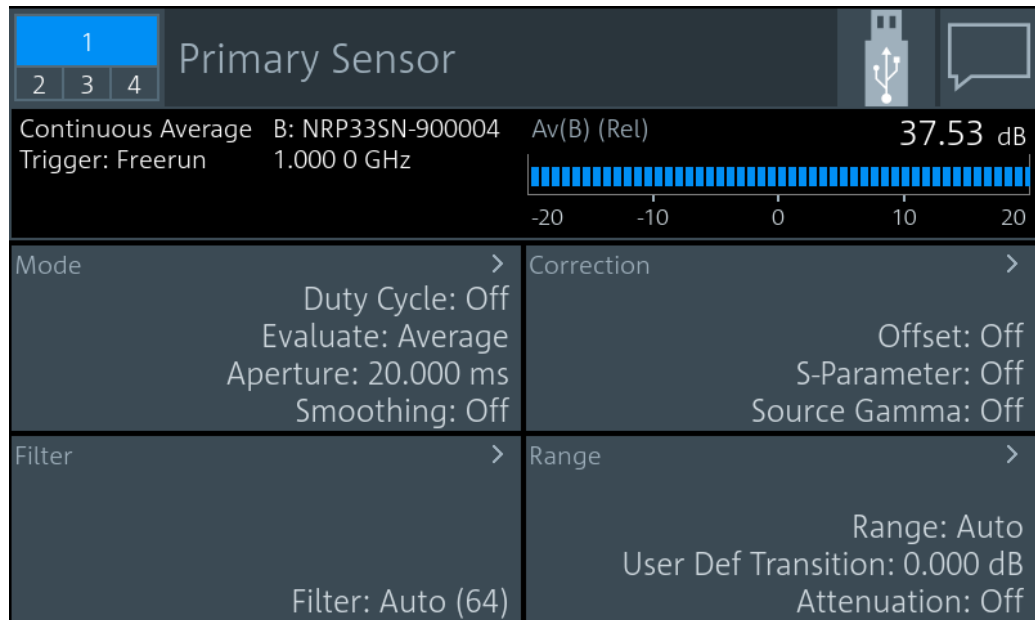 1
2 3 4
Primary Sensor
Continuous Average B: NRP33SN-900004
Trigger: Freerun 1.000 0 GHz
Av(B) (Rel) 37.53 dB
-20 -10 0 10 20
Mode >
Duty Cycle: Off
Evaluate: Average
Aperture: 20.000 ms
Smoothing: Off
Correction >
Offset: Off
S-Parameter: Off
Source Gamma: Off
Filter >
Filter: Auto (64)
Range >
Range: Auto
User Def Transition: 0.000 dB
Attenuation: Off